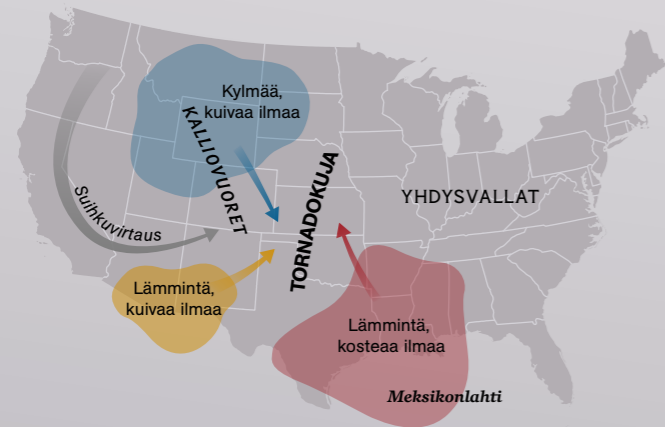 Kylmää,
kuivaa ilmaa
KALLIOVUORET
Suihkuvirtaus
TORNADOKUJA
YHDYSVALLAT
Lämmintä,
kuivaa ilmaa
Lämmintä,
kosteaa ilmaa
Meksikonlahti